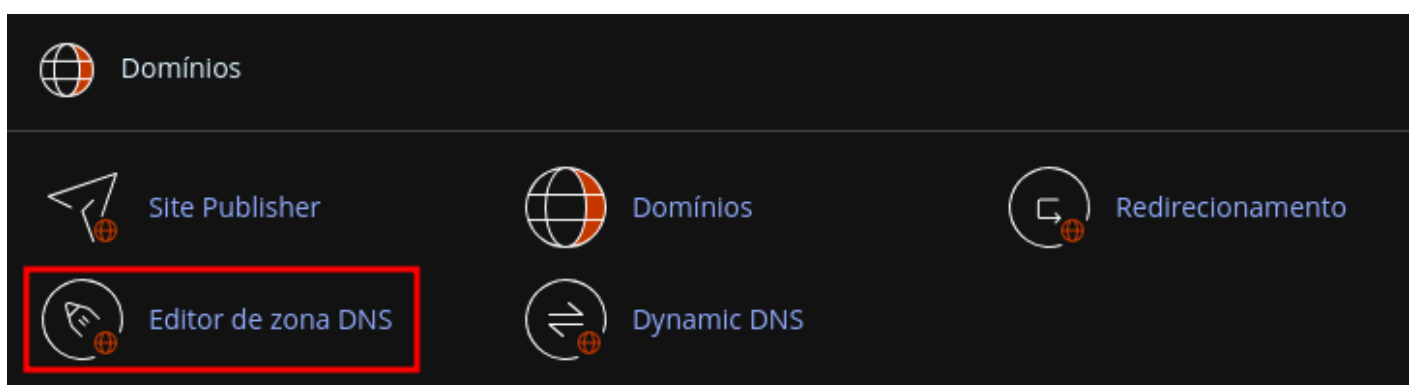 Domínios
Site Publisher
Domínios
Redirecionamento
Editor de zona DNS
Dynamic DNS